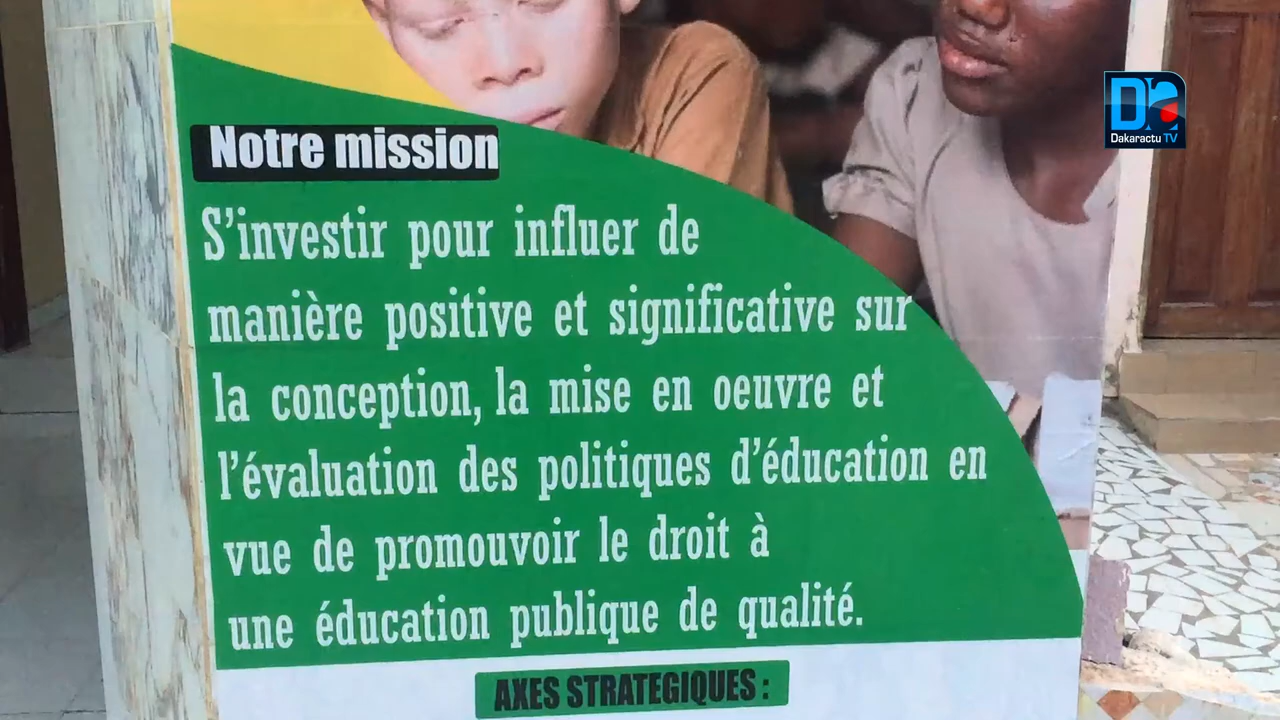 Dakaractu TV
Notre mission
S'investir pour influer de
manière positive et significative sur
la conception, la mise en oeuvre et
l'évaluation des politiques d'éducation en
vue de promouvoir le droit à
une éducation publique de qualité.
AXES STRATEGIQUES :